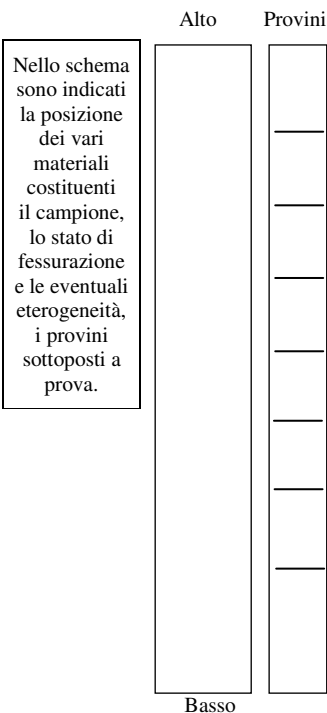 Alto Provini
Nello schema
sono indicati
la posizione
dei vari
materiali
costituenti
il campione,
lo stato di
fessurazione
e le eventuali
eterogeneità,
i provini
sottoposti a
prova.
Basso